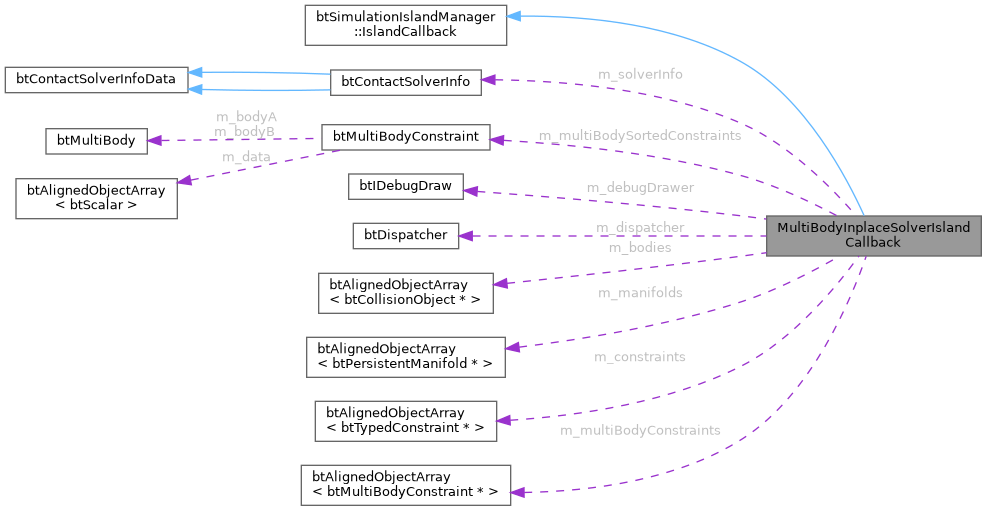 btSimulationIslandManager
::IslandCallback
btContactSolverInfoData
btContactSolverInfo
m_solverInfo
m_bodyA
m_bodyB
btMultiBody
btMultiBodyConstraint
m_multiBodySortedConstraints
m_data
btAlignedObjectArray
< btScalar >
btIDebugDraw
m_debugDrawer
btDispatcher
m_dispatcher
MultiBodyInplaceSolverIsland
Callback
m_bodies
btAlignedObjectArray
< btCollisionObject * >
m_manifolds
btAlignedObjectArray
< btPersistentManifold * >
m_constraints
btAlignedObjectArray
< btTypedConstraint * >
m_multiBodyConstraints
btAlignedObjectArray
< btMultiBodyConstraint * >